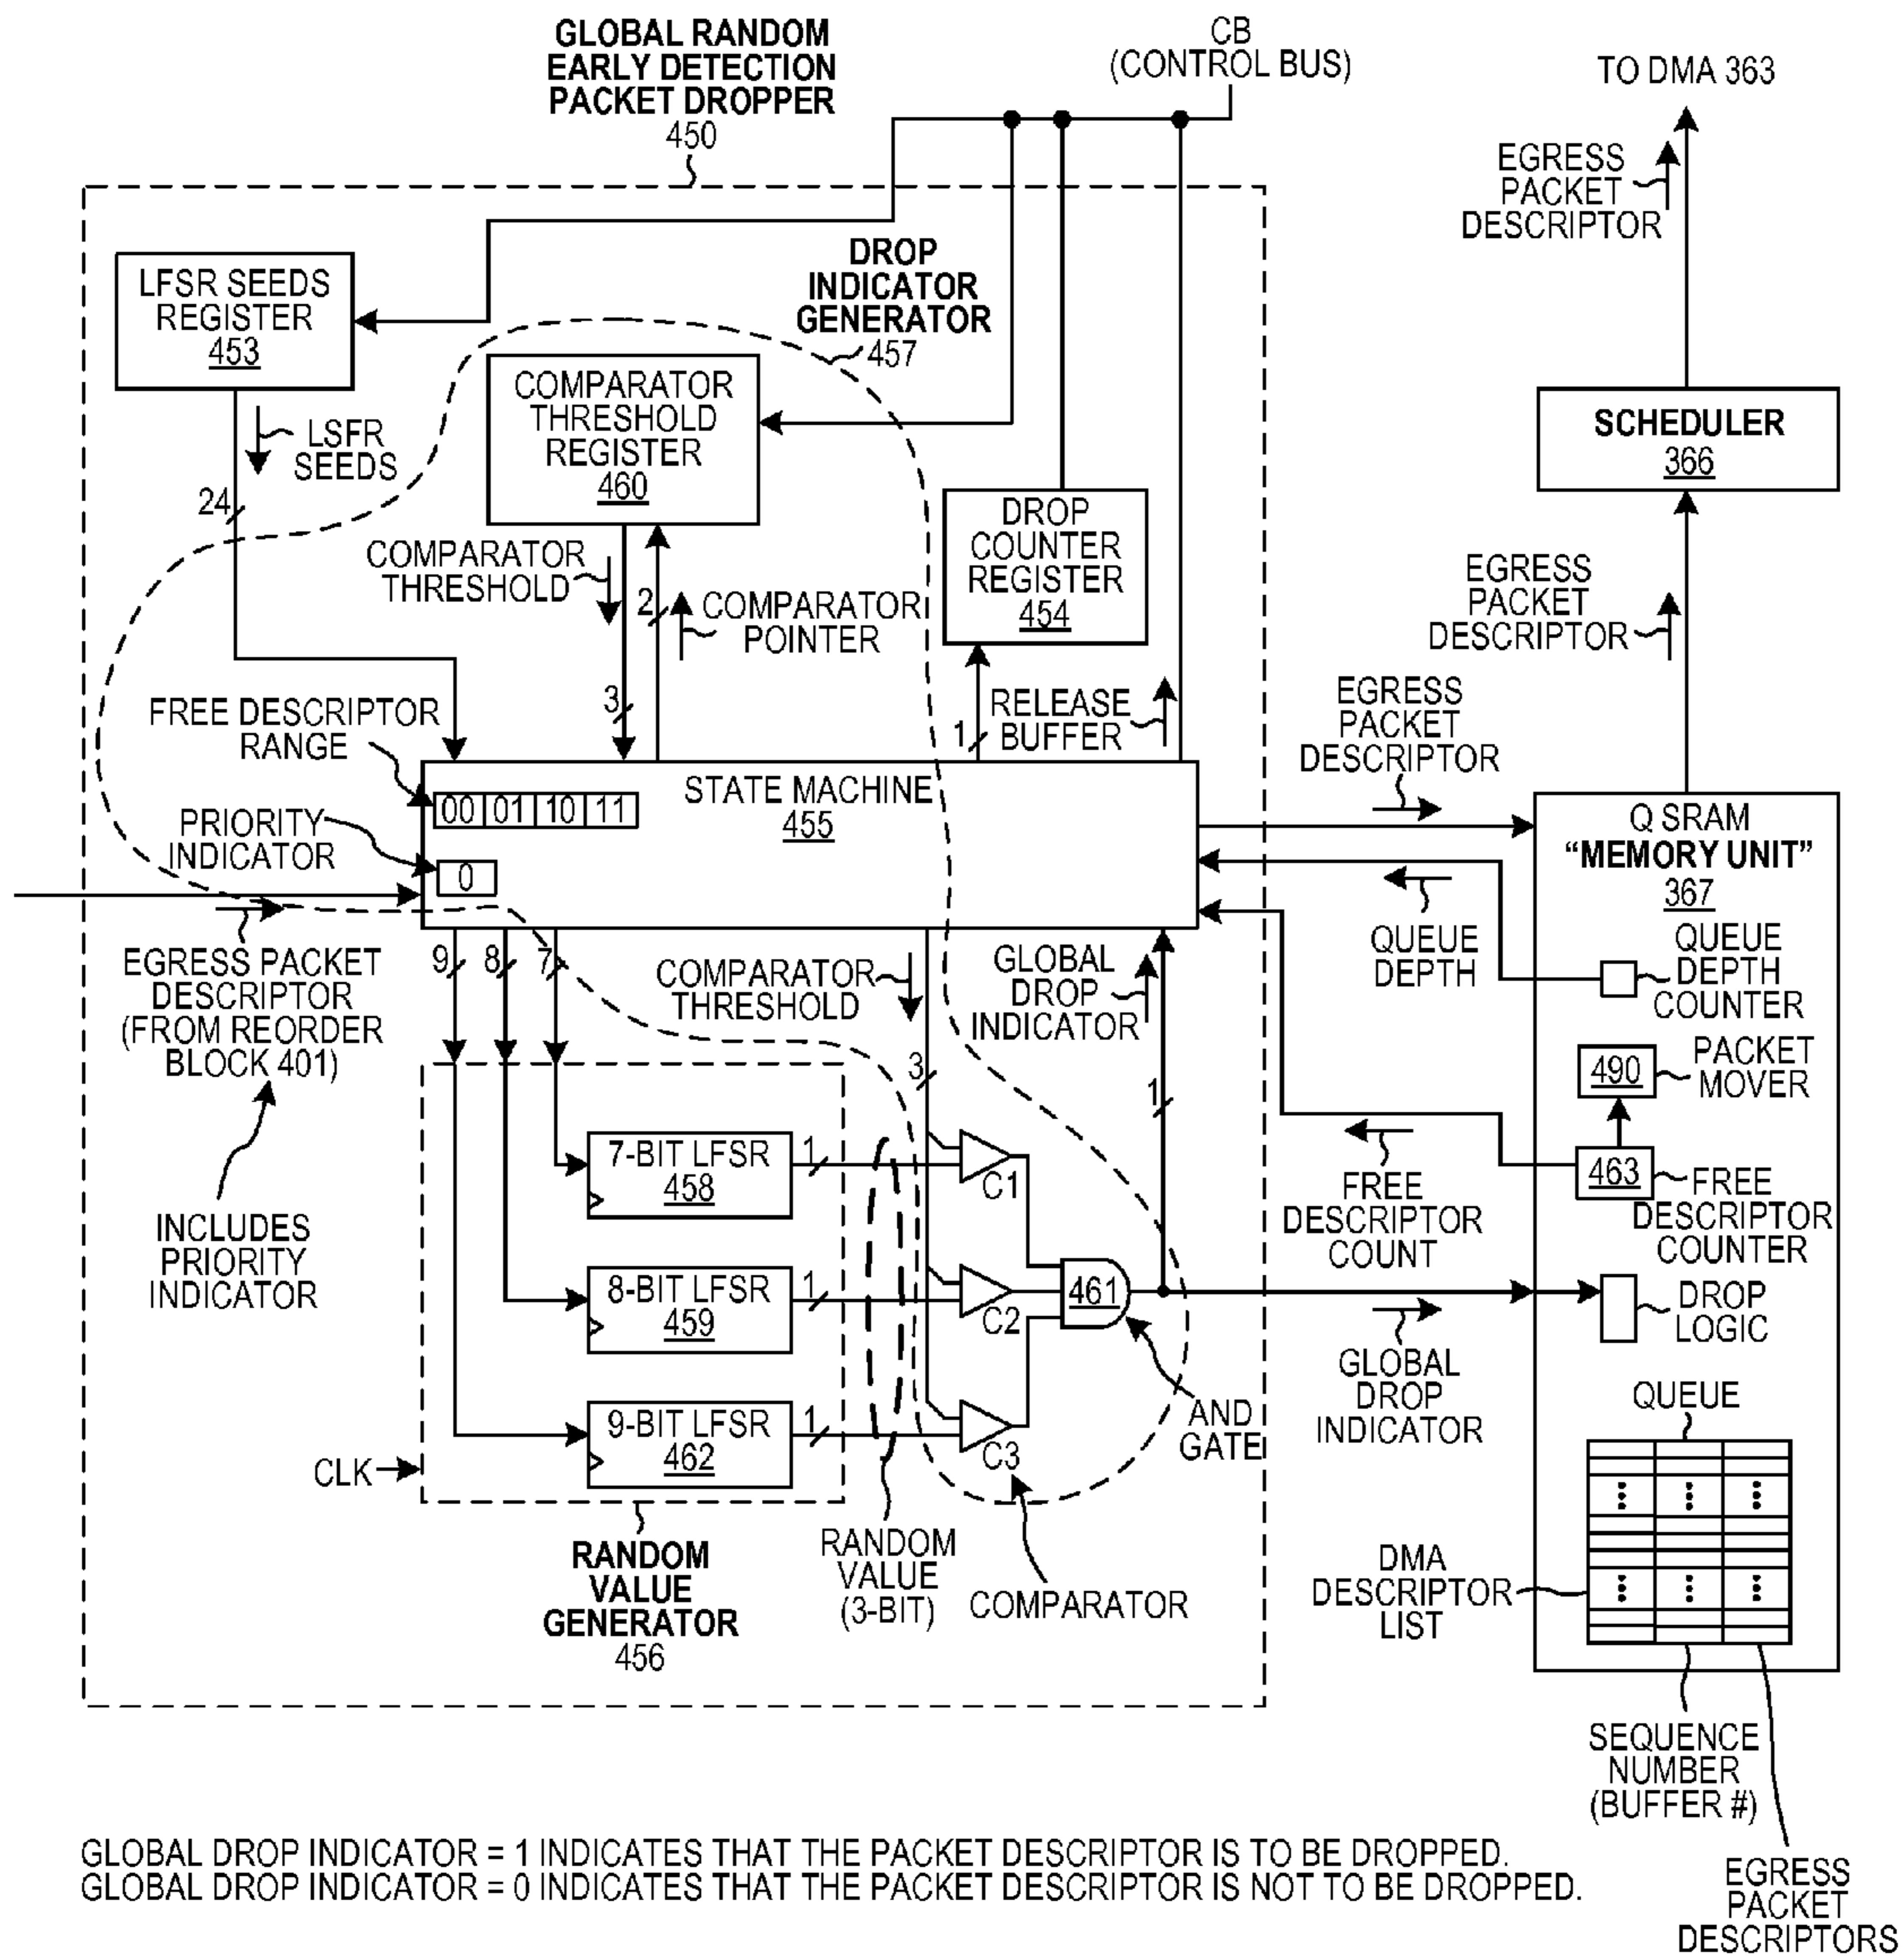 GLOBAL RANDOM
EARLY DETECTION
PACKET DROPPER
450
CB
(CONTROL BUS)
TO DMA 363
EGRESS
PACKET
DESCRIPTOR
LFSR SEEDS
REGISTER
453
DROP
INDICATOR
GENERATOR
457
COMPARATOR
THRESHOLD
REGISTER
460
LSFR
SEEDS
24
SCHEDULER
366
DROP
COUNTER
REGISTER
454
COMPARATOR
THRESHOLD
2
COMPARATOR
POINTER
3
EGRESS
PACKET
DESCRIPTOR
FREE DESCRIPTOR
RANGE
1
RELEASE
BUFFER
EGRESS
PACKET
DESCRIPTOR
STATE MACHINE
455
00 01 10 11
PRIORITY
INDICATOR
0
Q SRAM
"MEMORY UNIT"
367
QUEUE
DEPTH
QUEUE
DEPTH
COUNTER
EGRESS PACKET
DESCRIPTOR
(FROM REORDER
BLOCK 401)
9
8
7
COMPARATOR
THRESHOLD
GLOBAL
DROP
INDICATOR
490
PACKET
MOVER
3
1
INCLUDES
PRIORITY
INDICATOR
7-BIT LFSR
458
1
C1
FREE
DESCRIPTOR
COUNT
463
FREE
DESCRIPTOR
COUNTER
8-BIT LFSR
459
1
C2
461
DROP
LOGIC
GLOBAL
DROP
INDICATOR
AND
GATE
9-BIT LFSR
462
1
C3
CLK
QUEUE
RANDOM
VALUE
GENERATOR
456
RANDOM
VALUE
(3-BIT)
COMPARATOR
DMA
DESCRIPTOR
LIST
SEQUENCE
NUMBER
(BUFFER #)
EGRESS
PACKET
DESCRIPTORS
GLOBAL DROP INDICATOR = 1 INDICATES THAT THE PACKET DESCRIPTOR IS TO BE DROPPED.
GLOBAL DROP INDICATOR = 0 INDICATES THAT THE PACKET DESCRIPTOR IS NOT TO BE DROPPED.